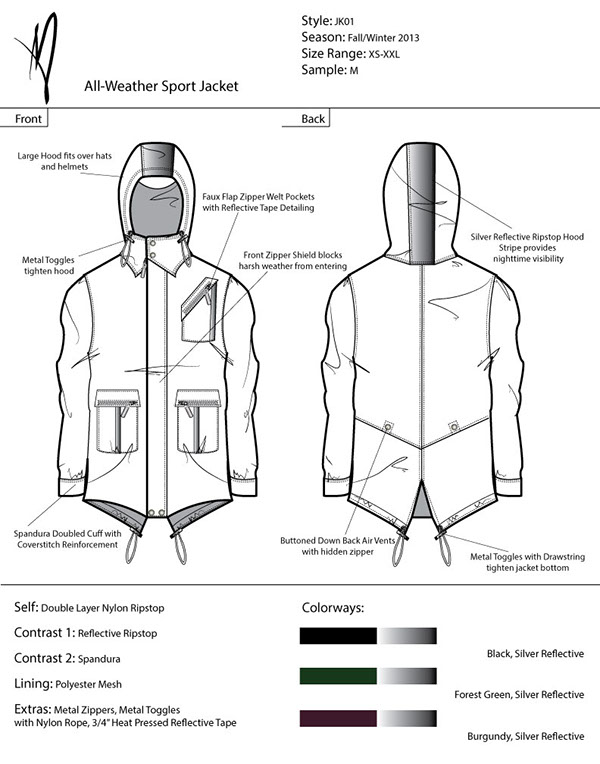 Style: JK01
Season: Fall/Winter 2013
Size Range: XS-XXL
Sample: M
All-Weather Sport Jacket
Front
Back
Large Hood fits over hats
and helmets
Faux Flap Zipper Welt Pockets
with Reflective Tape Detailing
Metal Toggles
tighten hood
Front Zipper Shield blocks
harsh weather from entering
Silver Reflective Ripstop Hood
Stripe provides
nighttime visibility
Spandura Doubled Cuff with
Coverstitch Reinforcement
Buttoned Down Back Air Vents
with hidden zipper
Metal Toggles with Drawstring
tighten jacket bottom
Self: Double Layer Nylon Ripstop
Contrast 1: Reflective Ripstop
Contrast 2: Spandura
Lining: Polyester Mesh
Extras: Metal Zippers, Metal Toggles
with Nylon Rope, 3/4" Heat Pressed Reflective Tape
Colorways:
Black, Silver Reflective
Forest Green, Silver Reflective
Burgundy, Silver Reflective